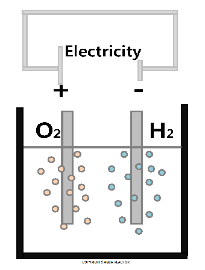 Electricity
+ -
O₂ H₂